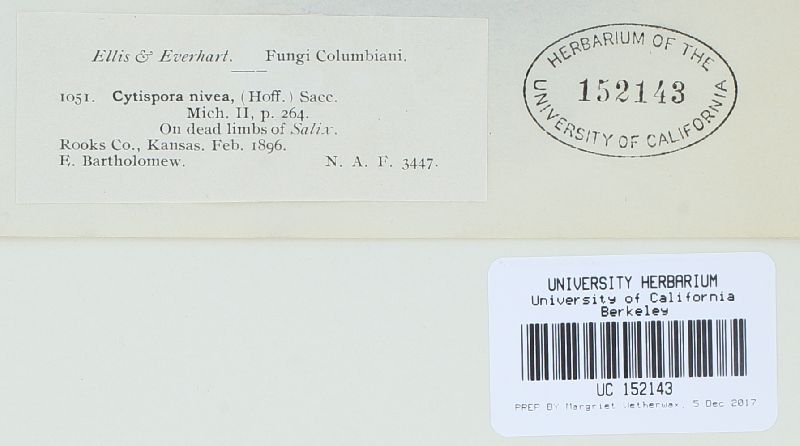 Ellis & Everhart. Fungi Columbiani.
1051. Cytispora nivea, (Hoff.) Sacc.
Mich. II, p. 264.
On dead limbs of Salix.
Rooks Co., Kansas. Feb. 1896.
E. Bartholomew. N. A. F. 3447.
HERBARIUM OF THE
152143
UNIVERSITY OF CALIFORNIA
UNIVERSITY HERBARIUM
University of California
Berkeley
UC 152143
PREP BY Margriet Wetherwax, 5 Dec 2017